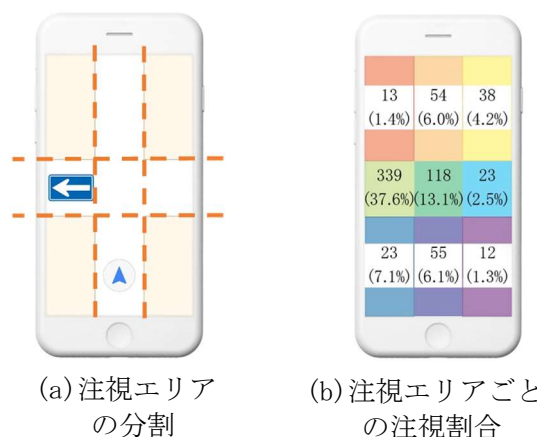 13 54 38
(1.4%) (6.0%) (4.2%)
339 118 23
(37.6%)(13.1%)(2.5%)
23 55 12
(7.1%) (6.1%) (1.3%)
(a)注視エリア
の分割
(b)注視エリアごと
の注視割合